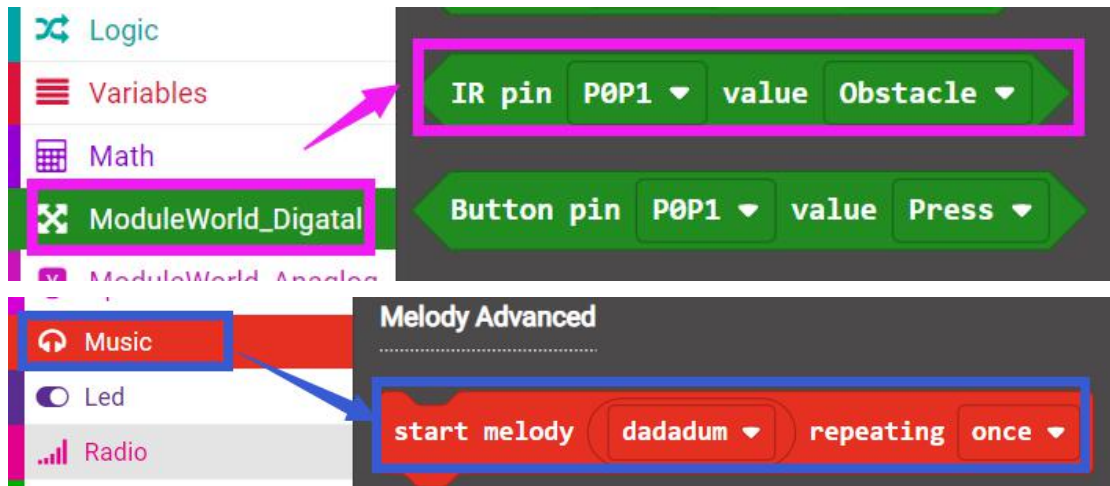 Logic
Variables
Math
ModuleWorld_Digatal
IR pin P0P1 value Obstacle
Button pin P0P1 value Press
Music
Led
Radio
Melody Advanced
start melody dadadum repeating once